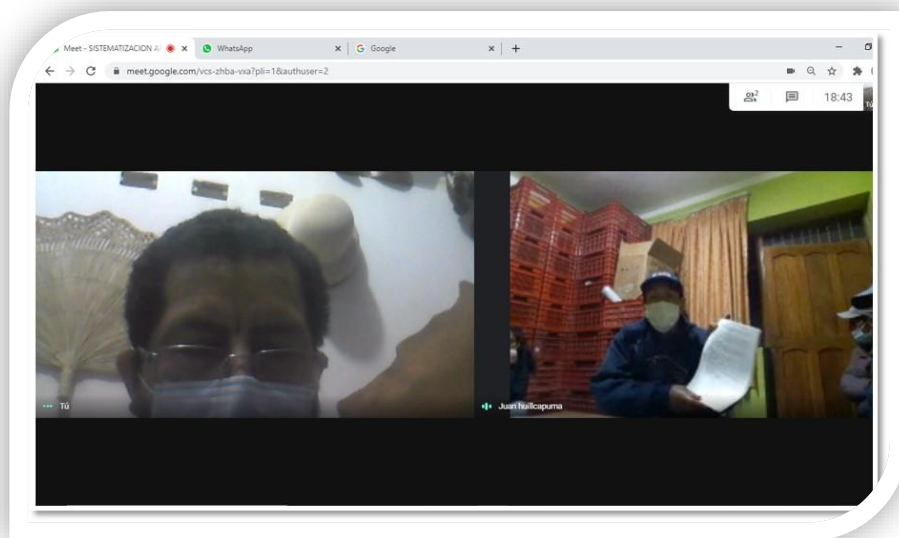 Meet - SISTEMATIZACION A
WhatsApp
Google
meet.google.com/vcs-zhba-vxa?pli=1&authuser=2
2
18:43
Tú
Tú
Juan huillcapuma